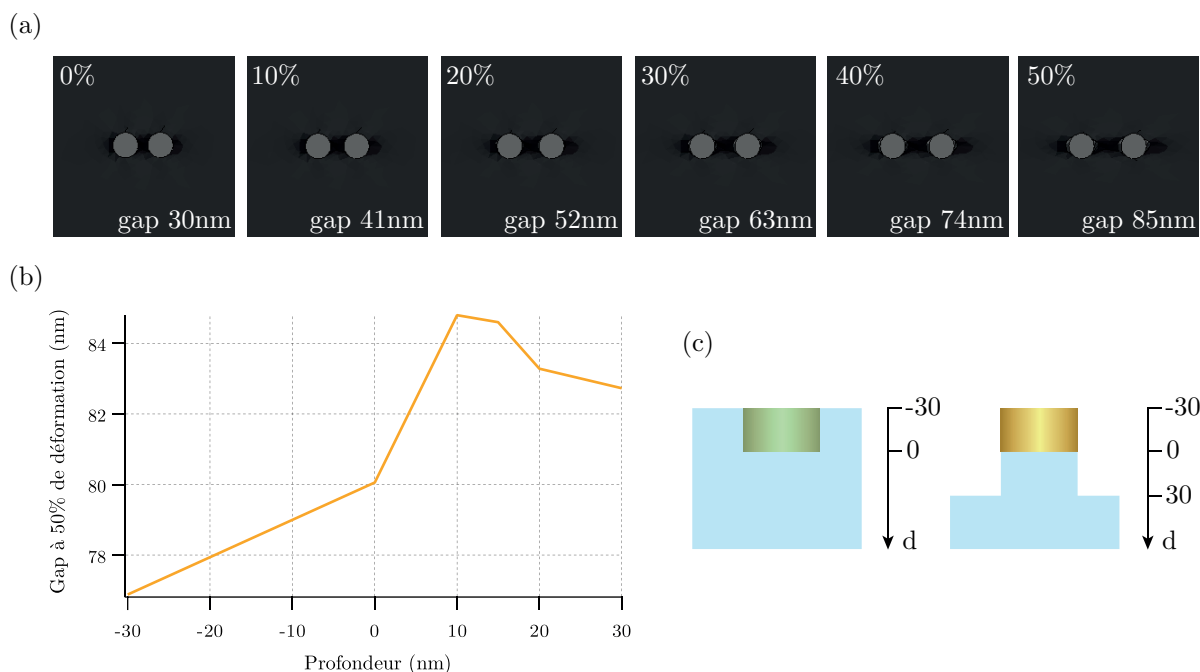 (a)
0%
10%
20%
30%
40%
50%
gap 30nm
gap 41nm
gap 52nm
gap 63nm
gap 74nm
gap 85nm
(b)
Gap à 50% de déformation (nm)
84
82
80
78
-30
-20
-10
0
10
20
30
Profondeur (nm)
(c)
-30
0
d
-30
0
30
d